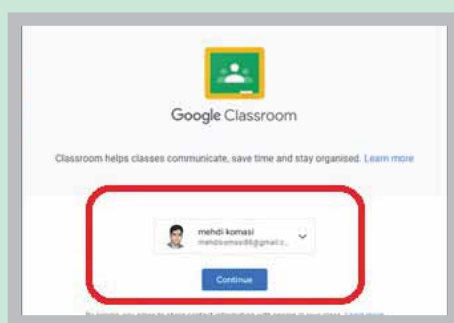 Google Classroom
Classroom helps classes communicate, save time and stay organised. Learn more
mehdi komasi
Continue